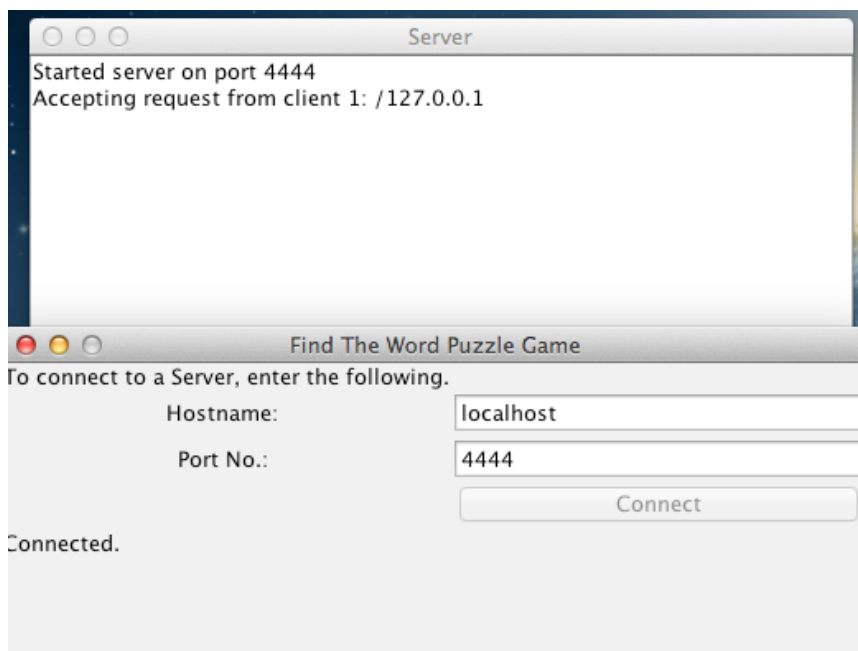 Server
Started server on port 4444
Accepting request from client 1: /127.0.0.1
Find The Word Puzzle Game
To connect to a Server, enter the following.
Hostname: localhost
Port No.: 4444
Connect
Connected.